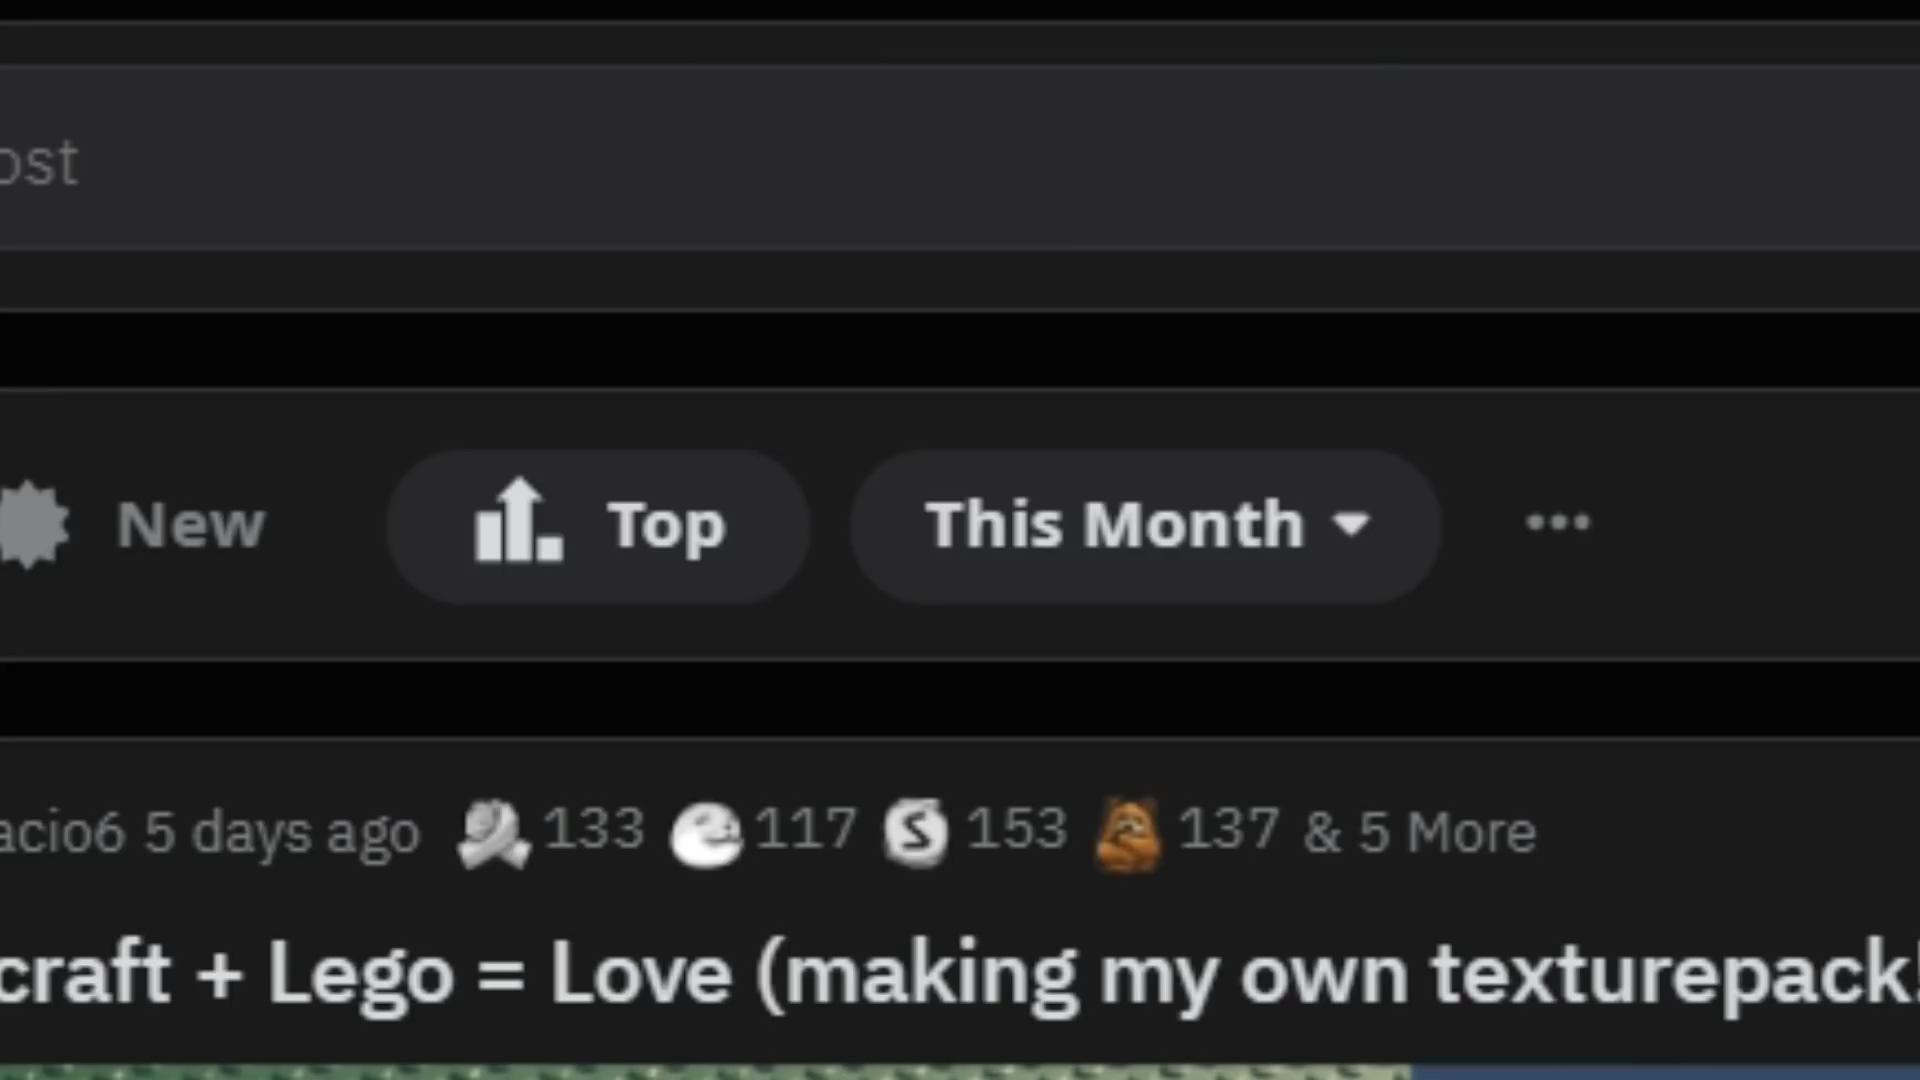 ost
New Top This Month
acio6 5 days ago 133 117 S 153 137 & 5 More
craft + Lego = Love (making my own texturepack!